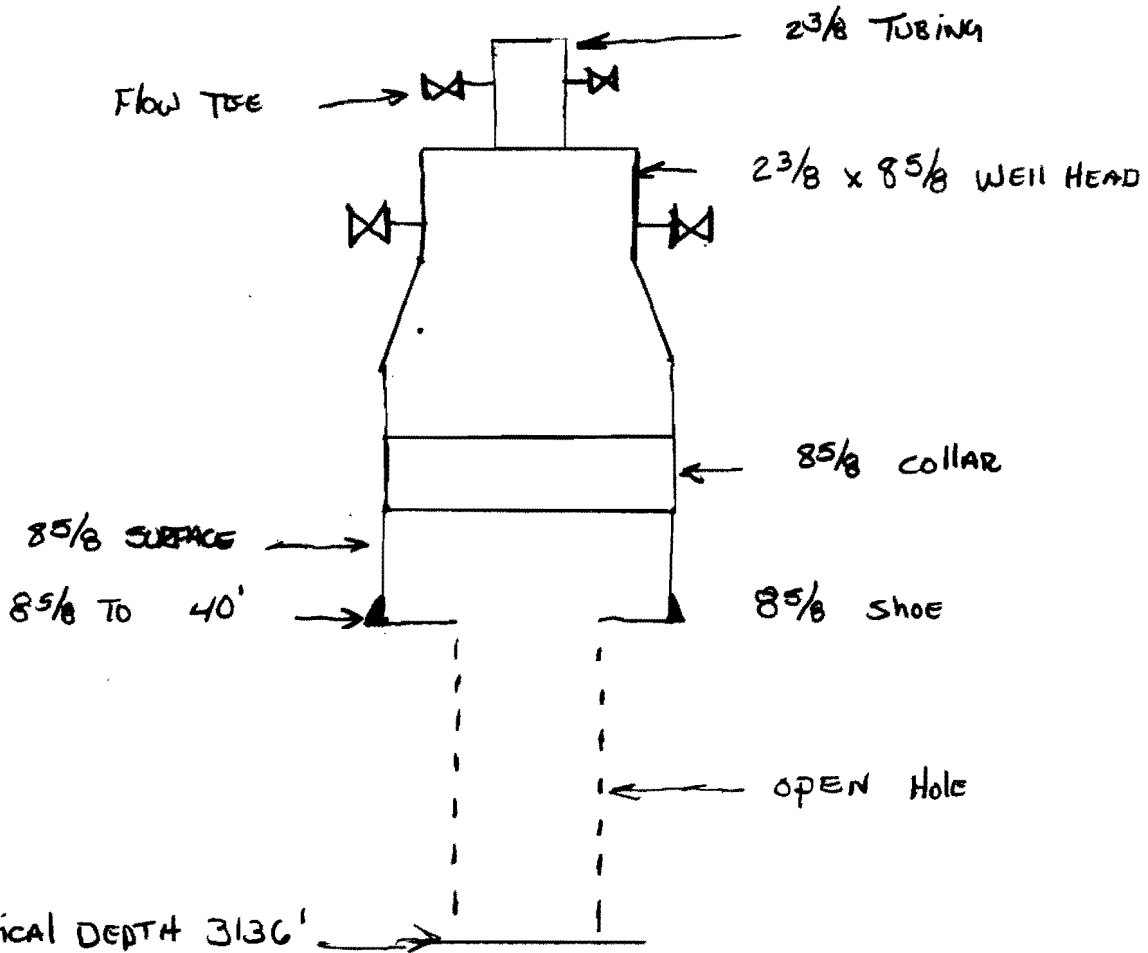 2 3/8 TUBING
Flow TEE
2 3/8 x 8 5/8 WEll HEAD
8 5/8 COllAR
8 5/8 SURFACE
8 5/8 TO 40'
8 5/8 Shoe
OPEN Hole
ical DEPTH 3136'